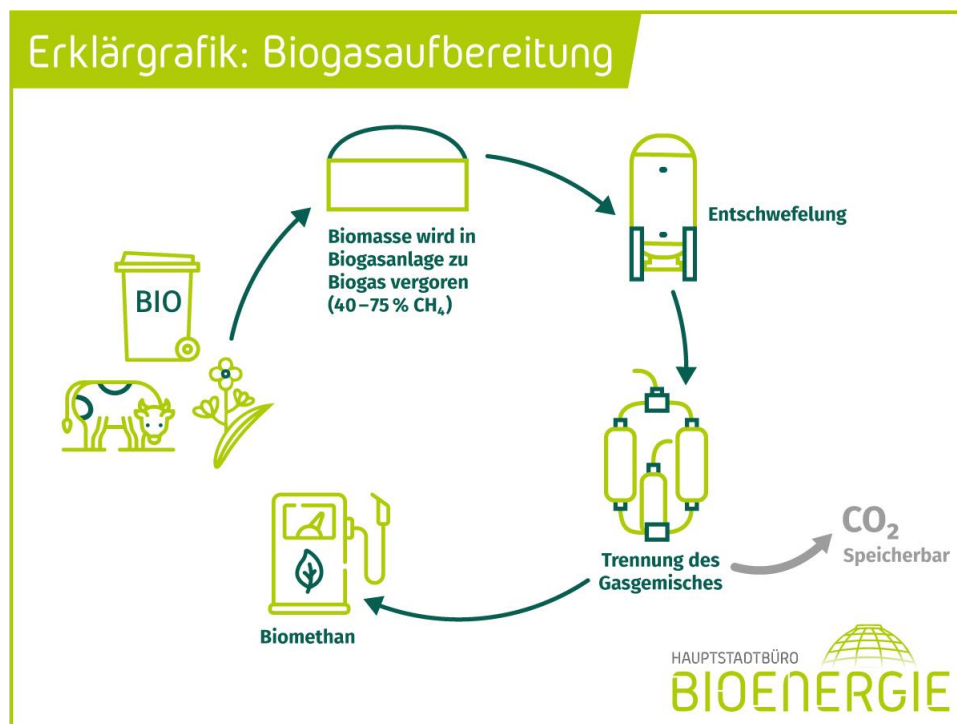 Erklärgrafik: Biogasaufbereitung
Biomasse wird in
Biogasanlage zu
Biogas vergoren
(40–75 % CH₄)
Entschwefelung
BIO
Trennung des
Gasgemisches
CO₂
Speicherbar
Biomethan
HAUPTSTADTBÜRO
BIOENERGIE